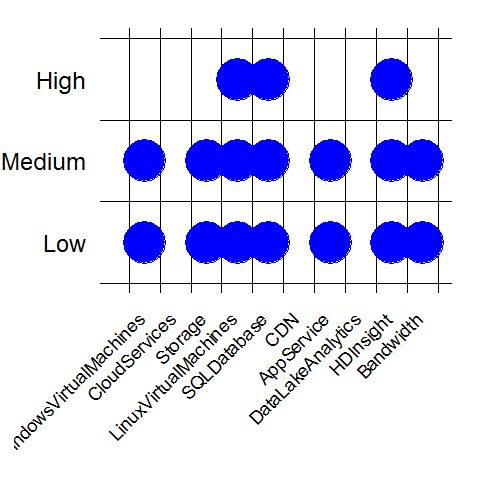 High
Medium
Low
ndowsVirtualMachines
CloudServices
Storage
LinuxVirtualMachines
SQLDatabase
CDN
AppService
DataLakeAnalytics
HDInsight
Bandwidth